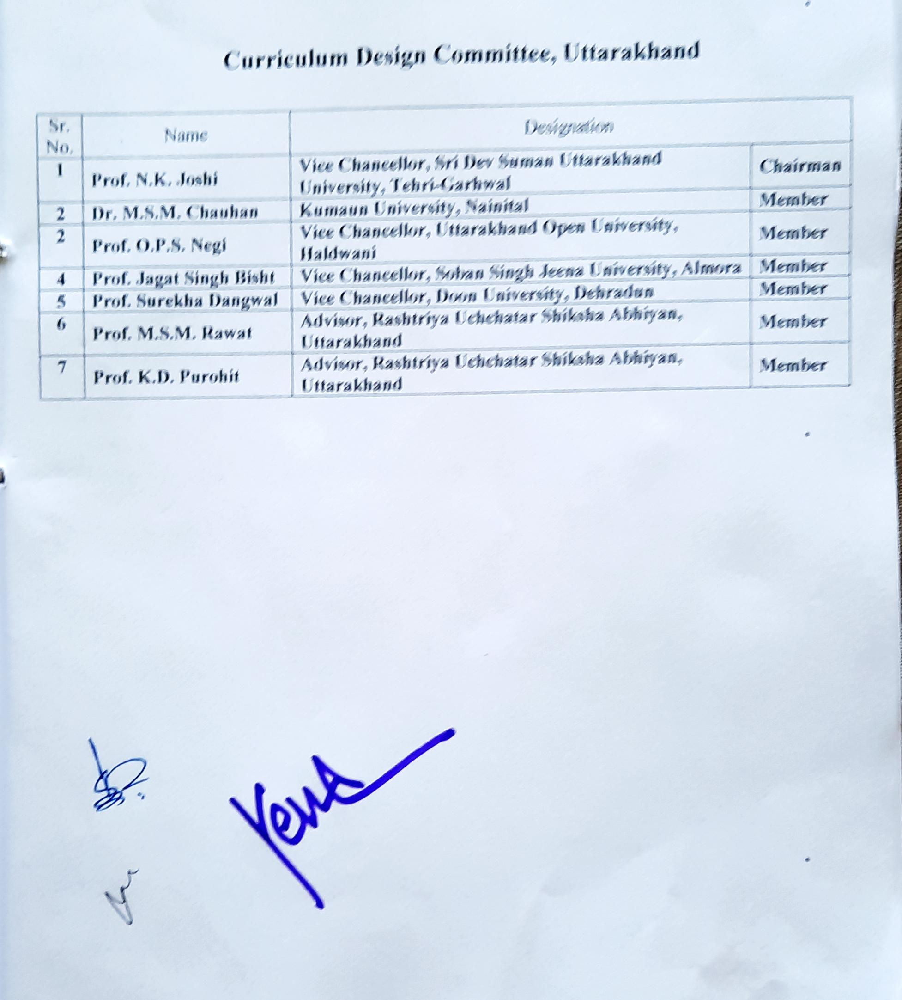 Curriculum Design Committee, Uttarakhand
Sr. No. Name Designation
1 Prof. N.K. Joshi Vice Chancellor, Sri Dev Suman Uttarakhand University, Tehri-Garhwal Chairman
2 Dr. M.S.M. Chauhan Kumaun University, Nainital Member
2 Prof. O.P.S. Negi Vice Chancellor, Uttarakhand Open University, Haldwani Member
4 Prof. Jagat Singh Bisht Vice Chancellor, Soban Singh Jeena University, Almora Member
5 Prof. Surekha Dangwal Vice Chancellor, Doon University, Dehradun Member
6 Prof. M.S.M. Rawat Advisor, Rashtriya Uchchatar Shiksha Abhiyan, Uttarakhand Member
7 Prof. K.D. Purohit Advisor, Rashtriya Uchchatar Shiksha Abhiyan, Uttarakhand Member